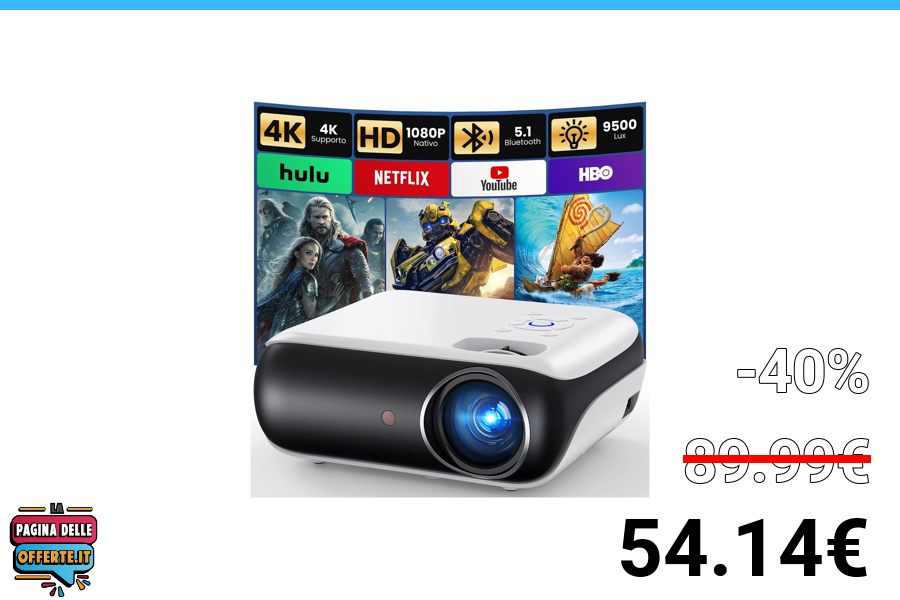 4K
4K
Supporto
HD
1080P
Nativo
5.1
Bluetooth
9500
Lux
hulu
NETFLIX
YouTube
HBO
-40%
89.99€
54.14€
LA
PAGINA DELLE
OFFERTE.IT